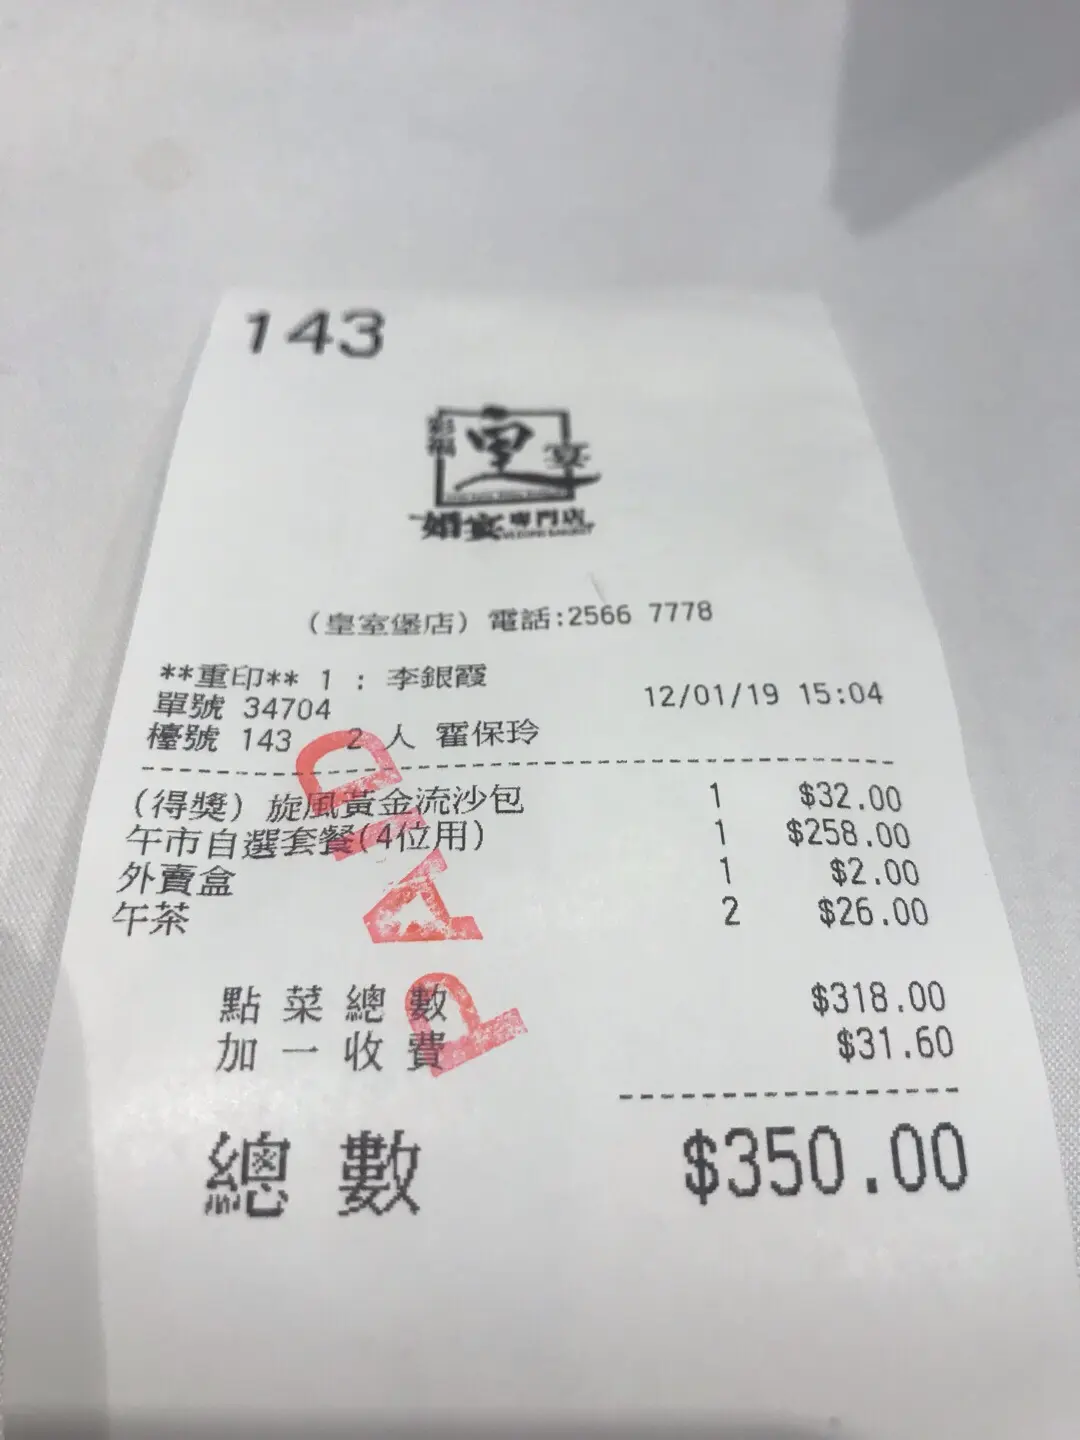 143
彩福
皇
宴
婚宴專門店
(皇室堡店) 電話:2566 7778
**重印** 1 : 李銀霞
單號 34704 12/01/19 15:04
檯號 143 2 人 霍保玲
(得獎) 旋風黃金流沙包 1 $32.00
午市自選套餐(4位用) 1 $258.00
外賣盒 1 $2.00
午茶 2 $26.00
PAID
點菜總數 $318.00
加一收費 $31.60
總數 $350.00